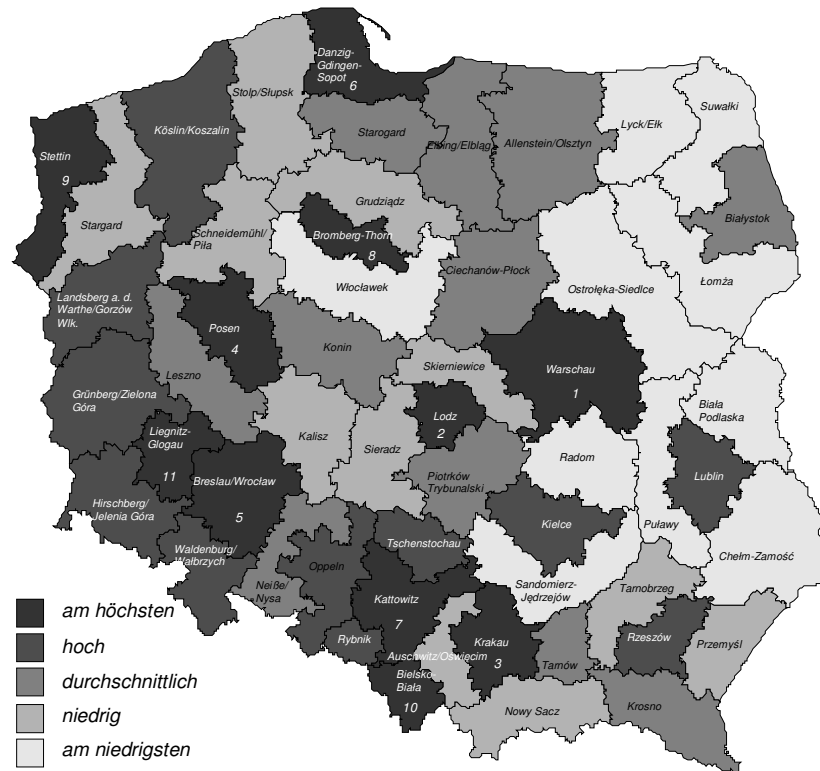 Danzig-
Gdingen-
Sopot
6
Stolp/Słupsk
Köslin/Koszalin
Starogard
Elbing/Elbląg
Allenstein/Olsztyn
Lyck/Ełk
Suwałki
Stettin
9
Stargard
Schneidemühl/
Piła
Grudziądz
Bromberg-Thorn
8
Włocławek
Ciechanów-Płock
Ostrołęka-Siedlce
Białystok
Łomża
Landsberg a. d.
Warthe/Gorzów
Wlk.
Posen
4
Konin
Leszno
Skierniewice
Warschau
1
Grünberg/Zielona
Góra
Liegnitz-
Glogau
11
Kalisz
Sieradz
Lodz
2
Radom
Biała
Podlaska
Lublin
Breslau/Wrocław
5
Piotrków
Trybunalski
Hirschberg/
Jelenia Góra
Waldenburg/
Wałbrzych
Kielce
Puławy
Chełm-Zamość
Tschenstochau
Oppeln
Neiße/
Nysa
Kattowitz
7
Sandomierz-
Jędrzejów
Tarnobrzeg
Rybnik
Auschwitz/Oświęcim
Krakau
3
Tarnów
Rzeszów
Przemyśl
Bielsko-
Biała
10
Nowy Sacz
Krosno
am höchsten
hoch
durchschnittlich
niedrig
am niedrigsten